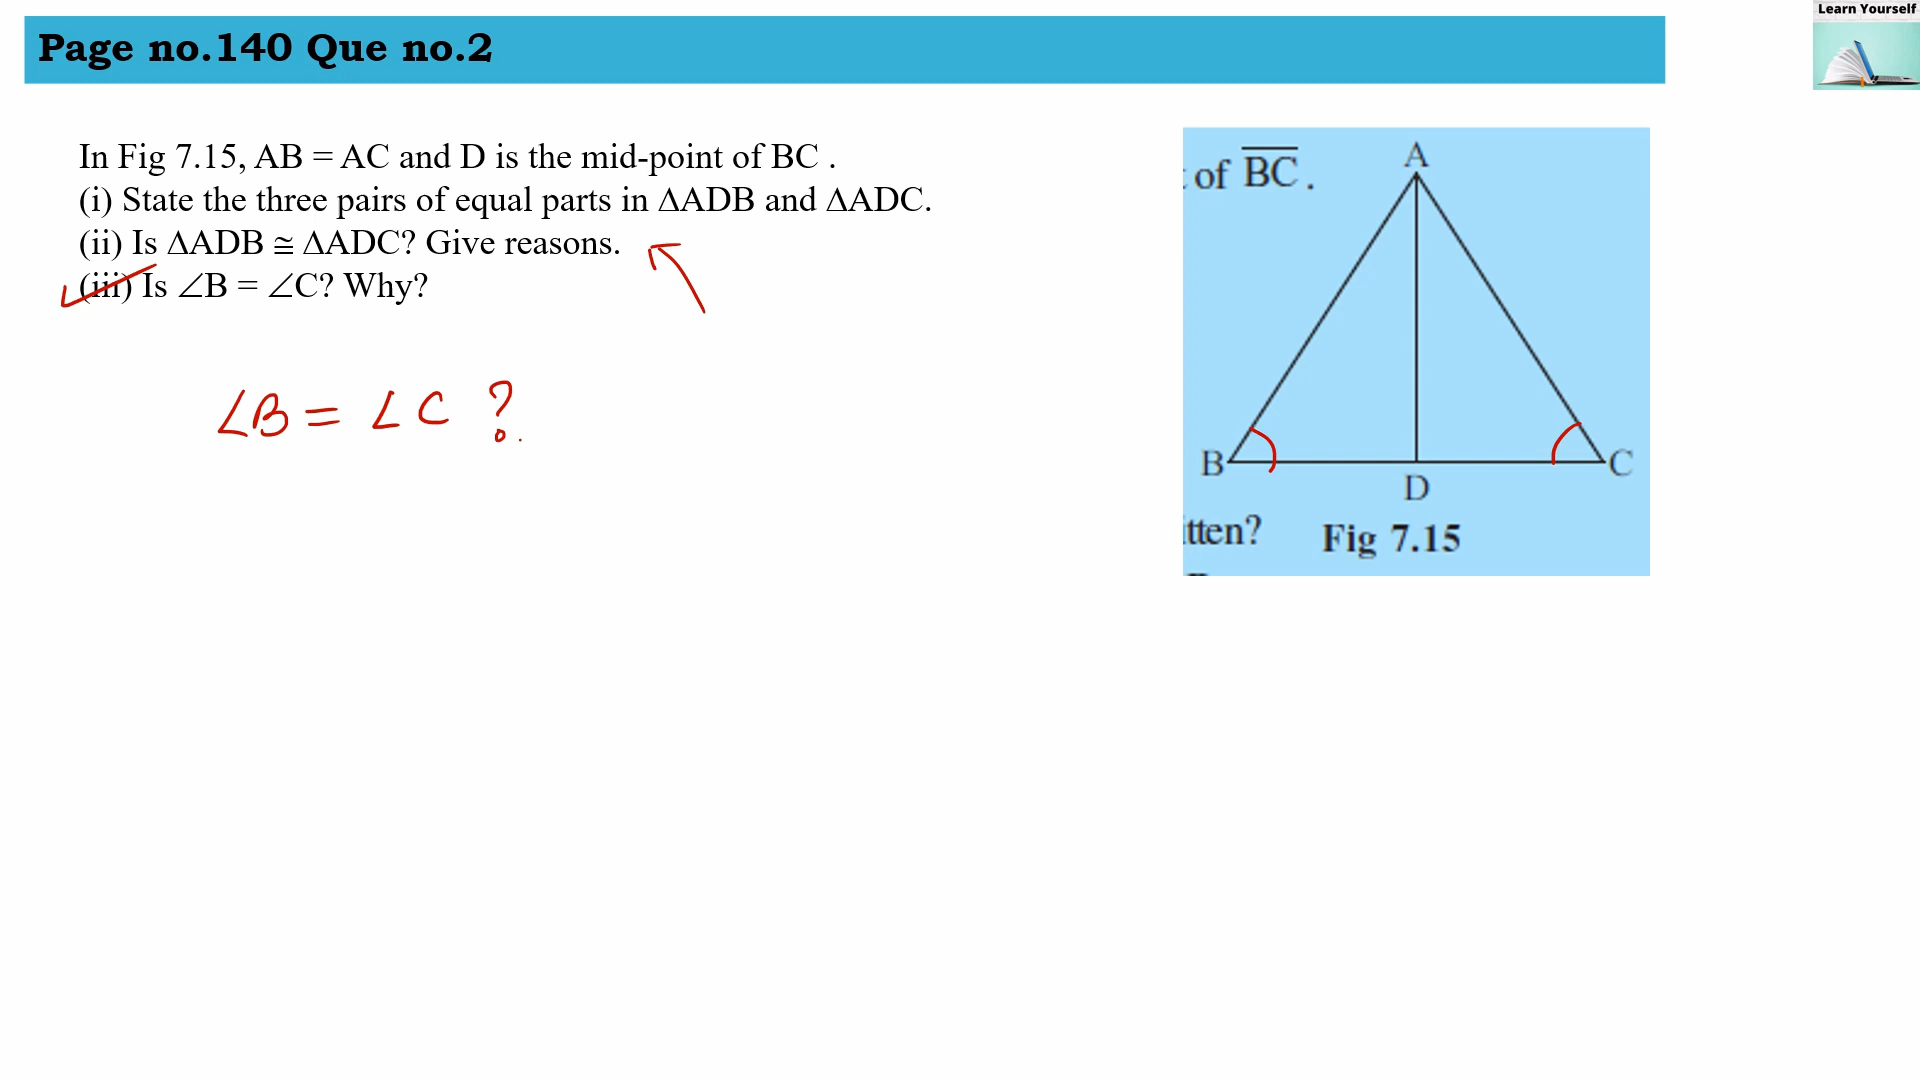 Learn Yourself
Page no.140 Que no.2
In Fig 7.15, AB = AC and D is the mid-point of BC .
(i) State the three pairs of equal parts in ΔADB and ΔADC.
(ii) Is ΔADB ≅ ΔADC? Give reasons.
(iii) Is ∠B = ∠C? Why?
∠B = ∠C ?
of BC .
A
B
C
D
itten?
Fig 7.15